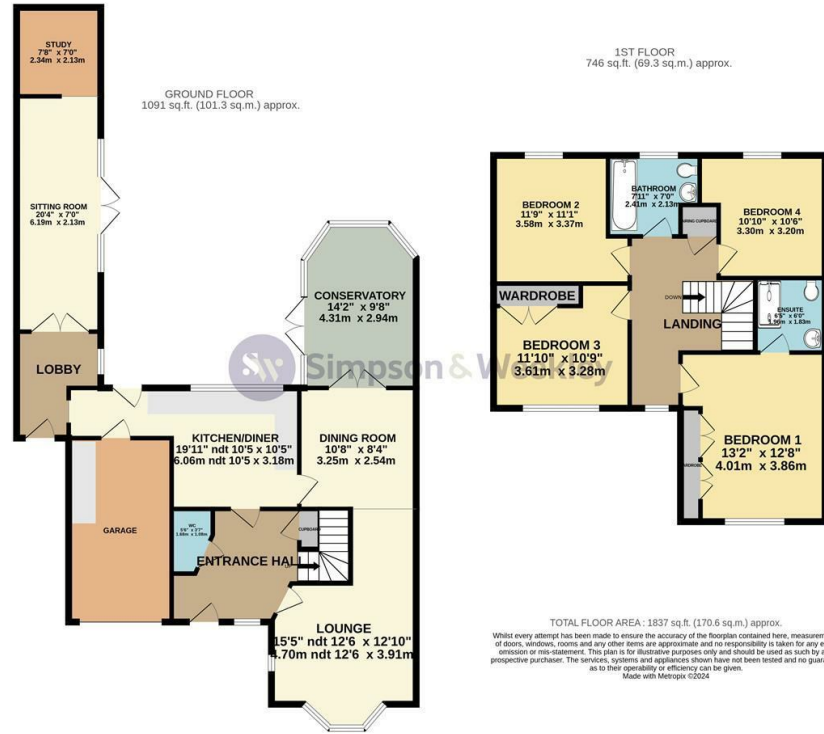 STUDY
7'8" x 7'0"
2.34m x 2.13m
GROUND FLOOR
1091 sq.ft. (101.3 sq.m.) approx.
SITTING ROOM
20'4" x 7'0"
6.19m x 2.13m
CONSERVATORY
14'2" x 9'8"
4.31m x 2.94m
LOBBY
Simpson & Weekley
KITCHEN/DINER
19'11" ndt 10'5 x 10'5"
6.06m ndt 10'5 x 3.18m
DINING ROOM
10'8" x 8'4"
3.25m x 2.54m
GARAGE
WC
CUPBOARD
ENTRANCE HALL
LOUNGE
15'5" ndt 12'6 x 12'10"
4.70m ndt 12'6 x 3.91m
1ST FLOOR
746 sq.ft. (69.3 sq.m.) approx.
BEDROOM 2
11'9" x 11'1"
3.58m x 3.37m
BATHROOM
7'11" x 7'0"
2.41m x 2.13m
BEDROOM 4
10'10" x 10'6"
3.30m x 3.20m
WARDROBE
BEDROOM 3
11'10" x 10'9"
3.61m x 3.28m
DOWN
LANDING
ENSUITE
BEDROOM 1
13'2" x 12'8"
4.01m x 3.86m
TOTAL FLOOR AREA : 1837 sq.ft. (170.6 sq.m.) approx.
Whilst every attempt has been made to ensure the accuracy of the floorplan contained here, measurem
of doors, windows, rooms and any other items are approximate and no responsibility is taken for any e
omission or mis-statement. This plan is for illustrative purposes only and should be used as such by a
prospective purchaser. The services, systems and appliances shown have not been tested and no guara
as to their operability or efficiency can be given.
Made with Metropix ©2024